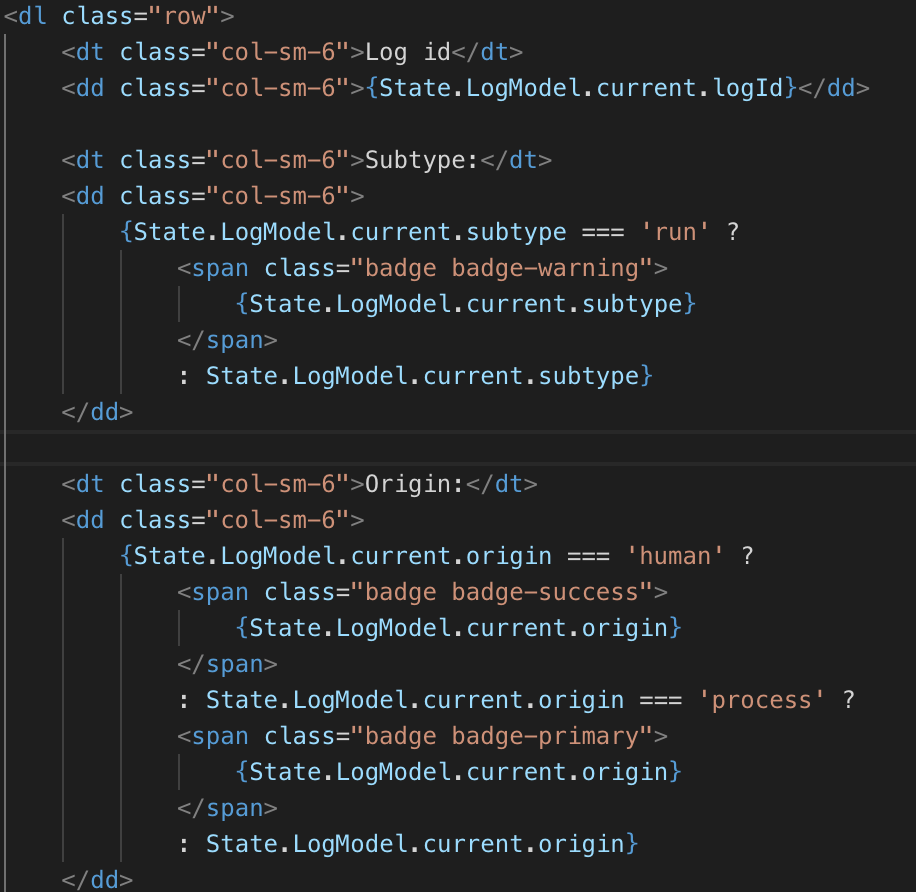 <dl class="row">
    <dt class="col-sm-6">Log id</dt>
    <dd class="col-sm-6">{State.LogModel.current.logId}</dd>

    <dt class="col-sm-6">Subtype:</dt>
    <dd class="col-sm-6">
        {State.LogModel.current.subtype === 'run' ?
            <span class="badge badge-warning">
                {State.LogModel.current.subtype}
            </span>
            : State.LogModel.current.subtype}
    </dd>

    <dt class="col-sm-6">Origin:</dt>
    <dd class="col-sm-6">
        {State.LogModel.current.origin === 'human' ?
            <span class="badge badge-success">
                {State.LogModel.current.origin}
            </span>
            : State.LogModel.current.origin === 'process' ?
            <span class="badge badge-primary">
                {State.LogModel.current.origin}
            </span>
            : State.LogModel.current.origin}
    </dd>